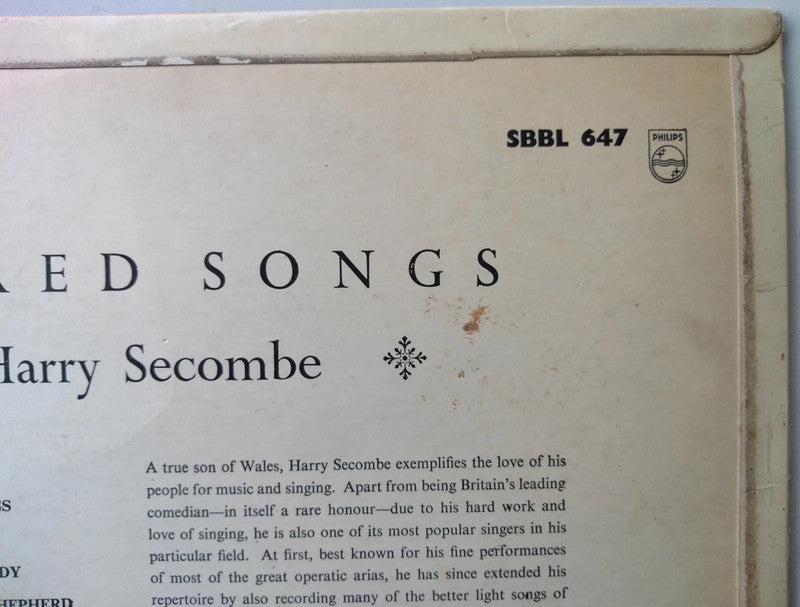 SBBL 647
PHILIPS
RED SONGS
Harry Secombe
A true son of Wales, Harry Secombe exemplifies the love of his
people for music and singing. Apart from being Britain's leading
comedian—in itself a rare honour—due to his hard work and
love of singing, he is also one of its most popular singers in his
particular field. At first, best known for his fine performances
of most of the great operatic arias, he has since extended his
repertoire by also recording many of the better light songs of
GS
DY
HEPHERD